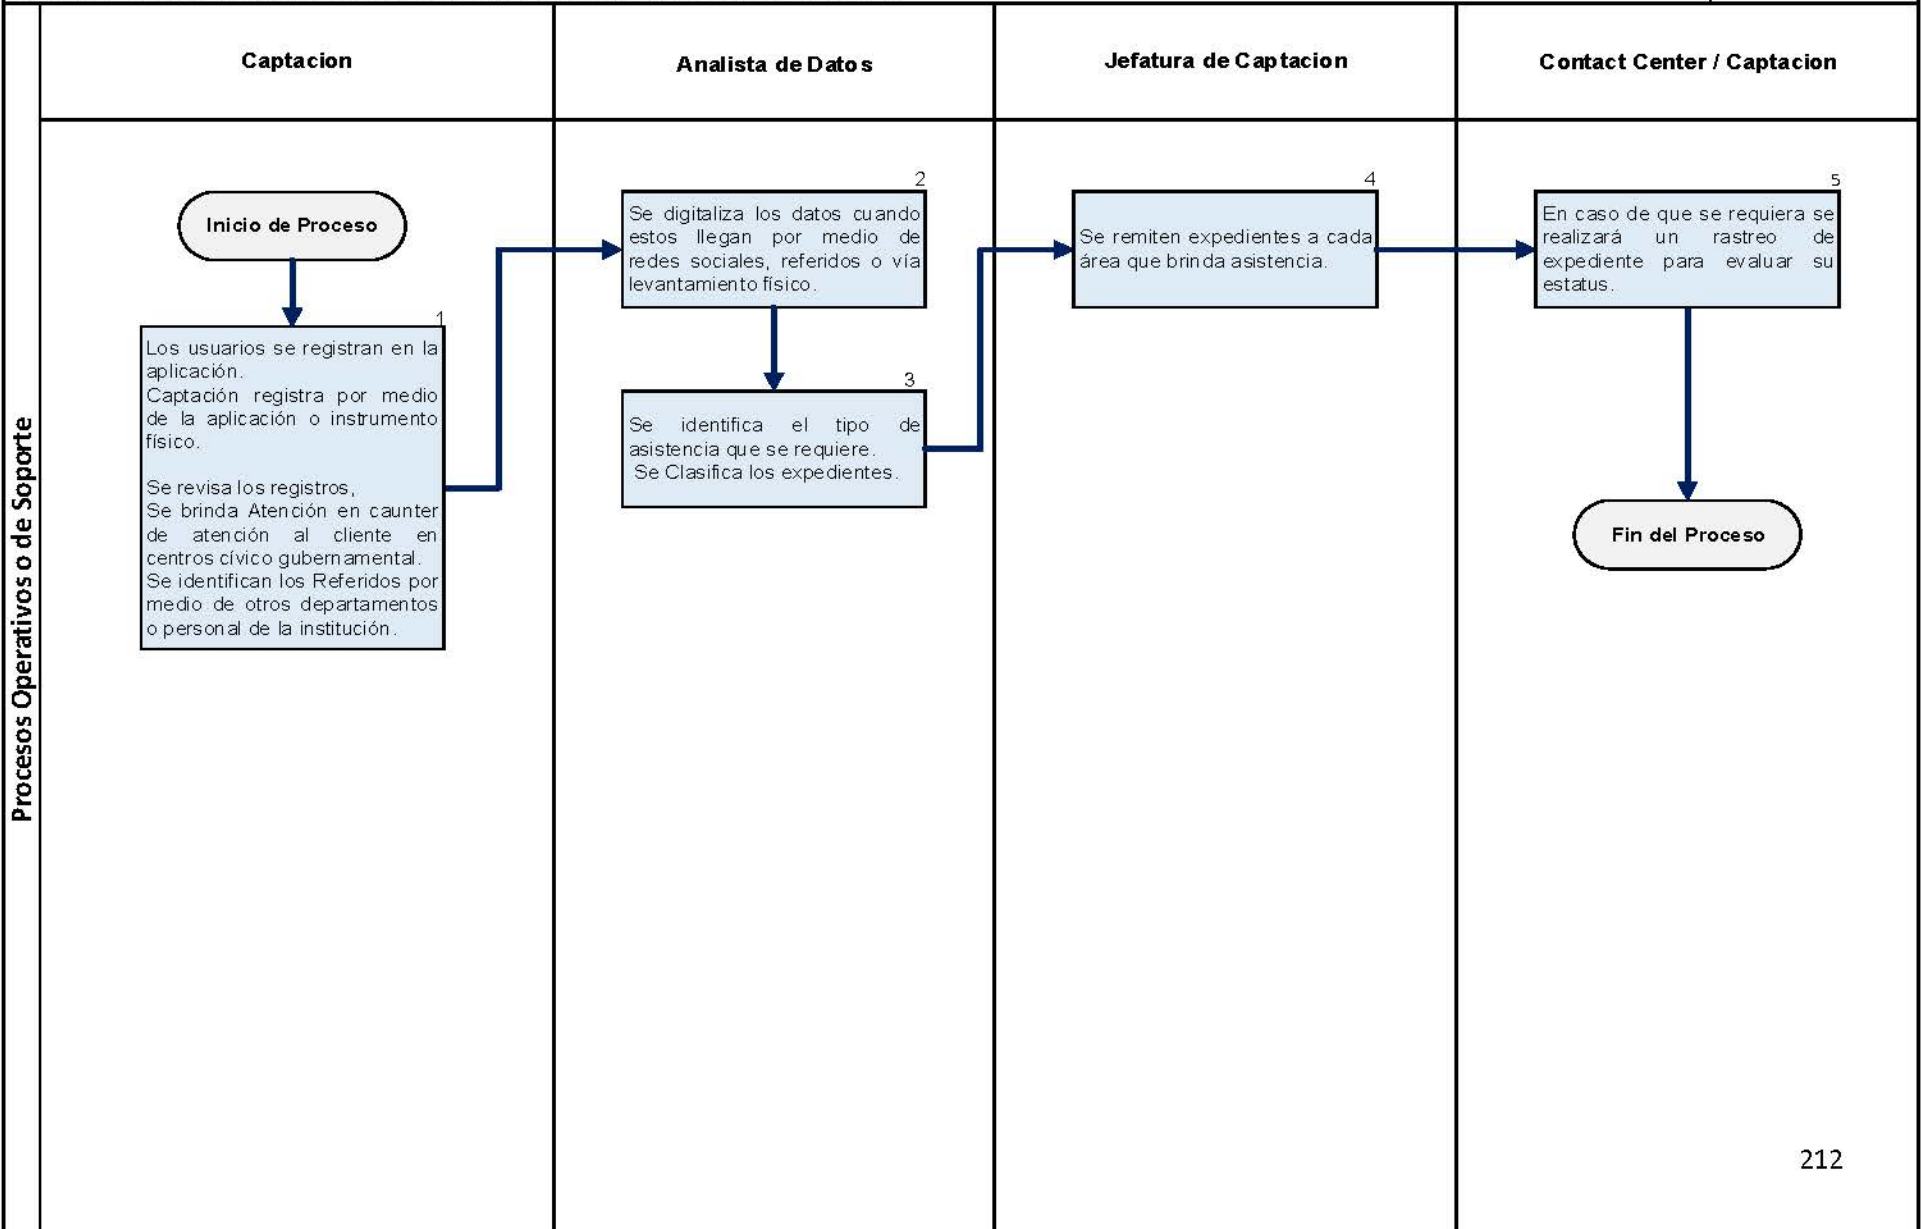 Procesos Operativos o de Soporte
Captacion
Analista de Datos
Jefatura de Captacion
Contact Center / Captacion
Inicio de Proceso
1
Los usuarios se registran en la
aplicación.
Captación registra por medio
de la aplicación o instrumento
físico.
Se revisa los registros,
Se brinda Atención en caunter
de atención al cliente en
centros cívico gubernamental.
Se identifican los Referidos por
medio de otros departamentos
o personal de la institución.
2
Se digitaliza los datos cuando
estos llegan por medio de
redes sociales, referidos o vía
levantamiento físico.
3
Se identifica el tipo de
asistencia que se requiere.
Se Clasifica los expedientes.
4
Se remiten expedientes a cada
área que brinda asistencia.
5
En caso de que se requiera se
realizará un rastreo de
expediente para evaluar su
estatus.
Fin del Proceso
212